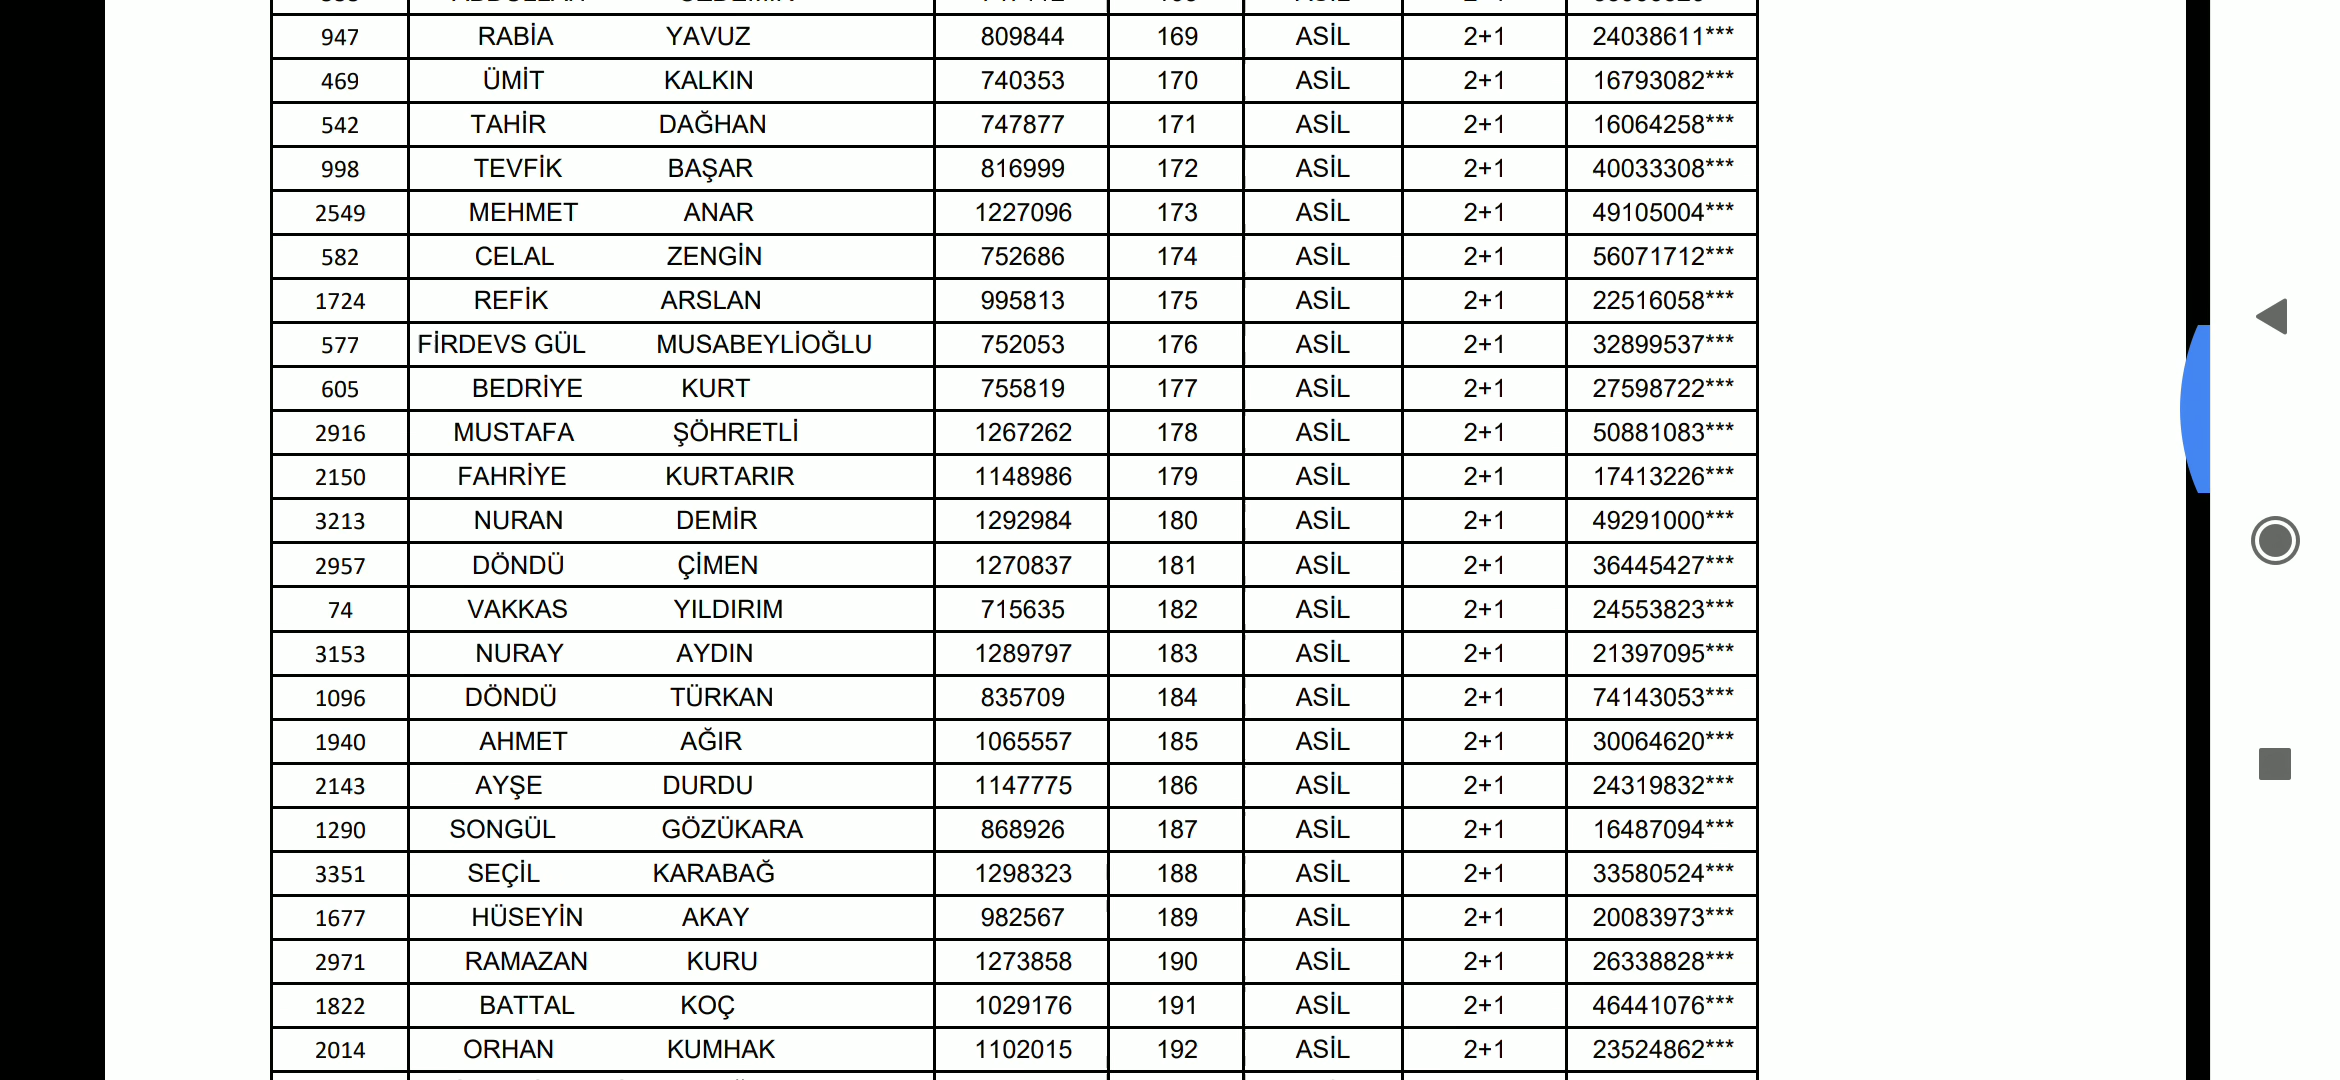 947 RABİA YAVUZ 809844 169 ASİL 2+1 24038611***
469 ÜMİT KALKIN 740353 170 ASİL 2+1 16793082***
542 TAHİR DAĞHAN 747877 171 ASİL 2+1 16064258***
998 TEVFİK BAŞAR 816999 172 ASİL 2+1 40033308***
2549 MEHMET ANAR 1227096 173 ASİL 2+1 49105004***
582 CELAL ZENGİN 752686 174 ASİL 2+1 56071712***
1724 REFİK ARSLAN 995813 175 ASİL 2+1 22516058***
577 FİRDEVS GÜL MUSABEYLİOĞLU 752053 176 ASİL 2+1 32899537***
605 BEDRİYE KURT 755819 177 ASİL 2+1 27598722***
2916 MUSTAFA ŞÖHRETLİ 1267262 178 ASİL 2+1 50881083***
2150 FAHRİYE KURTARIR 1148986 179 ASİL 2+1 17413226***
3213 NURAN DEMİR 1292984 180 ASİL 2+1 49291000***
2957 DÖNDÜ ÇİMEN 1270837 181 ASİL 2+1 36445427***
74 VAKKAS YILDIRIM 715635 182 ASİL 2+1 24553823***
3153 NURAY AYDIN 1289797 183 ASİL 2+1 21397095***
1096 DÖNDÜ TÜRKAN 835709 184 ASİL 2+1 74143053***
1940 AHMET AĞIR 1065557 185 ASİL 2+1 30064620***
2143 AYŞE DURDU 1147775 186 ASİL 2+1 24319832***
1290 SONGÜL GÖZÜKARA 868926 187 ASİL 2+1 16487094***
3351 SEÇİL KARABAĞ 1298323 188 ASİL 2+1 33580524***
1677 HÜSEYİN AKAY 982567 189 ASİL 2+1 20083973***
2971 RAMAZAN KURU 1273858 190 ASİL 2+1 26338828***
1822 BATTAL KOÇ 1029176 191 ASİL 2+1 46441076***
2014 ORHAN KUMHAK 1102015 192 ASİL 2+1 23524862***